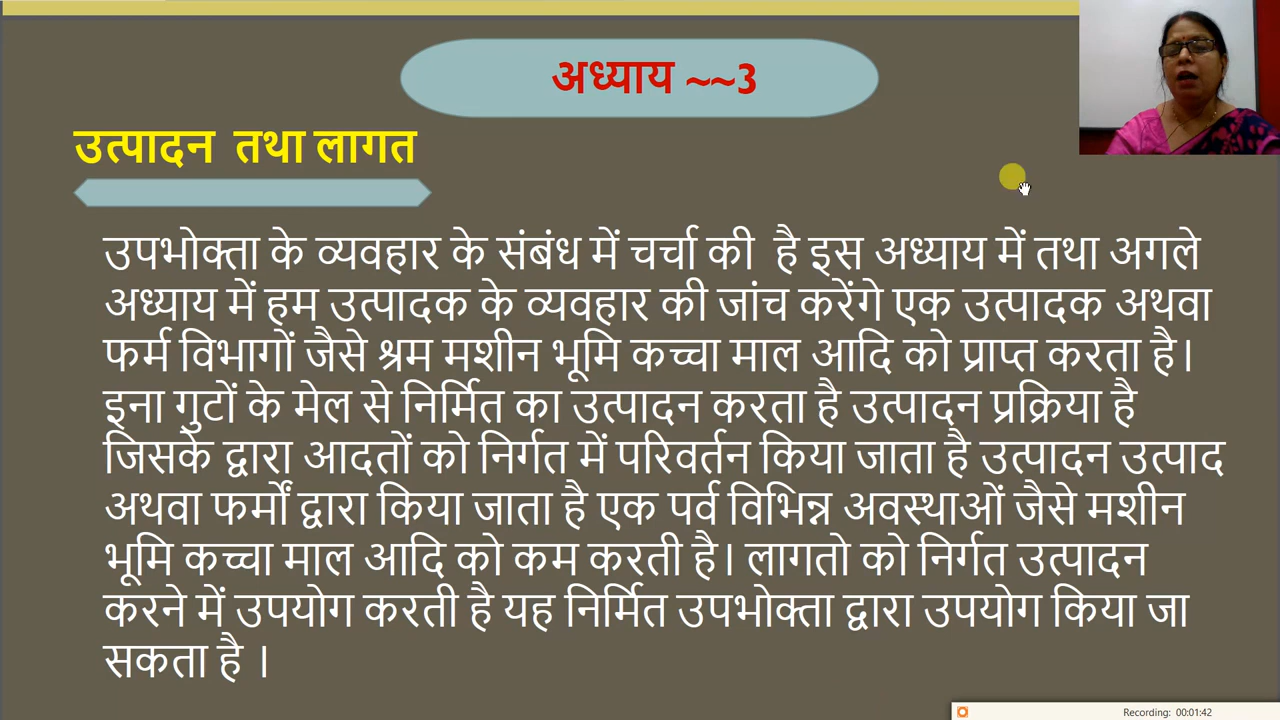 अध्याय ~~3
उत्पादन तथा लागत
उपभोक्ता के व्यवहार के संबंध में चर्चा की है इस अध्याय में तथा अगले
अध्याय में हम उत्पादक के व्यवहार की जांच करेंगे एक उत्पादक अथवा
फर्म विभागों जैसे श्रम मशीन भूमि कच्चा माल आदि को प्राप्त करता है।
इना गुटों के मेल से निर्मित का उत्पादन करता है उत्पादन प्रक्रिया है
जिसके द्वारा आदतों को निर्गत में परिवर्तन किया जाता है उत्पादन उत्पाद
अथवा फर्मों द्वारा किया जाता है एक पर्व विभिन्न अवस्थाओं जैसे मशीन
भूमि कच्चा माल आदि को कम करती है। लागतो को निर्गत उत्पादन
करने में उपयोग करती है यह निर्मित उपभोक्ता द्वारा उपयोग किया जा
सकता है ।
Recording: 00:01:42